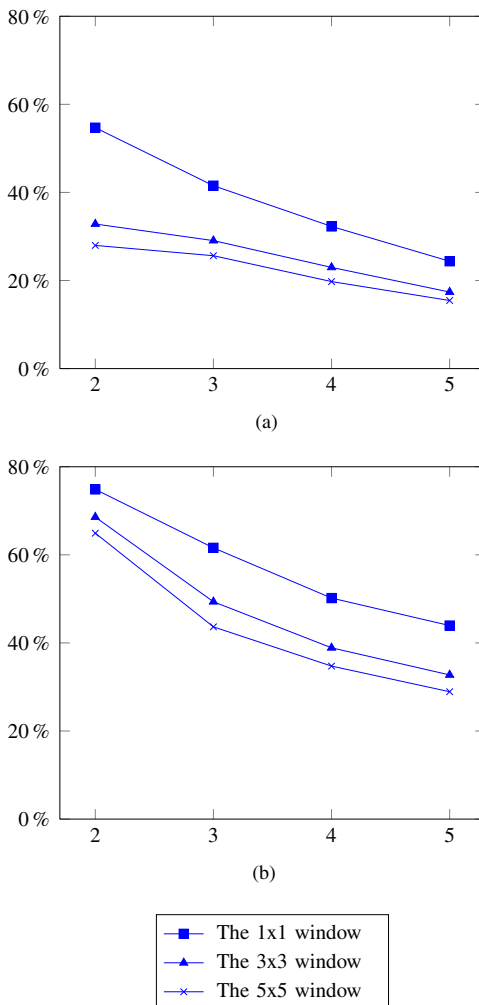 80 %
60 %
40 %
20 %
0 %
2 3 4 5
(a)
80 %
60 %
40 %
20 %
0 %
2 3 4 5
(b)
The 1x1 window
The 3x3 window
The 5x5 window